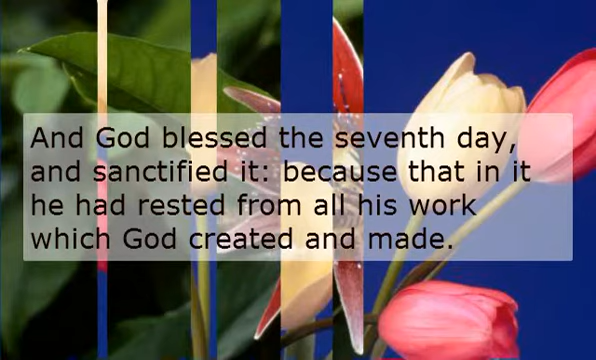 And God blessed the seventh day,
and sanctified it: because that in it
he had rested from all his work
which God created and made.